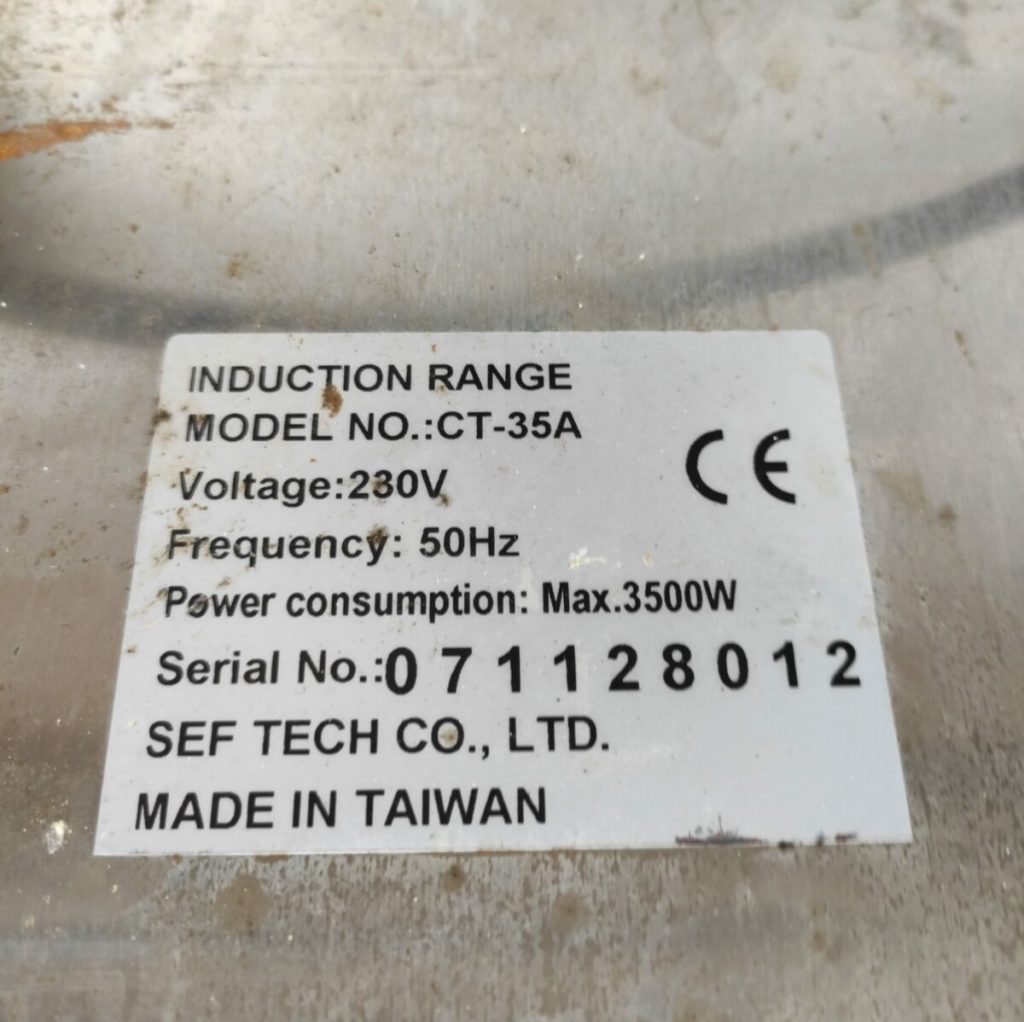 INDUCTION RANGE
MODEL NO.:CT-35A
CE
Voltage:230V
Frequency: 50Hz
Power consumption: Max.3500W
Serial No.:071128012
SEF TECH CO., LTD.
MADE IN TAIWAN